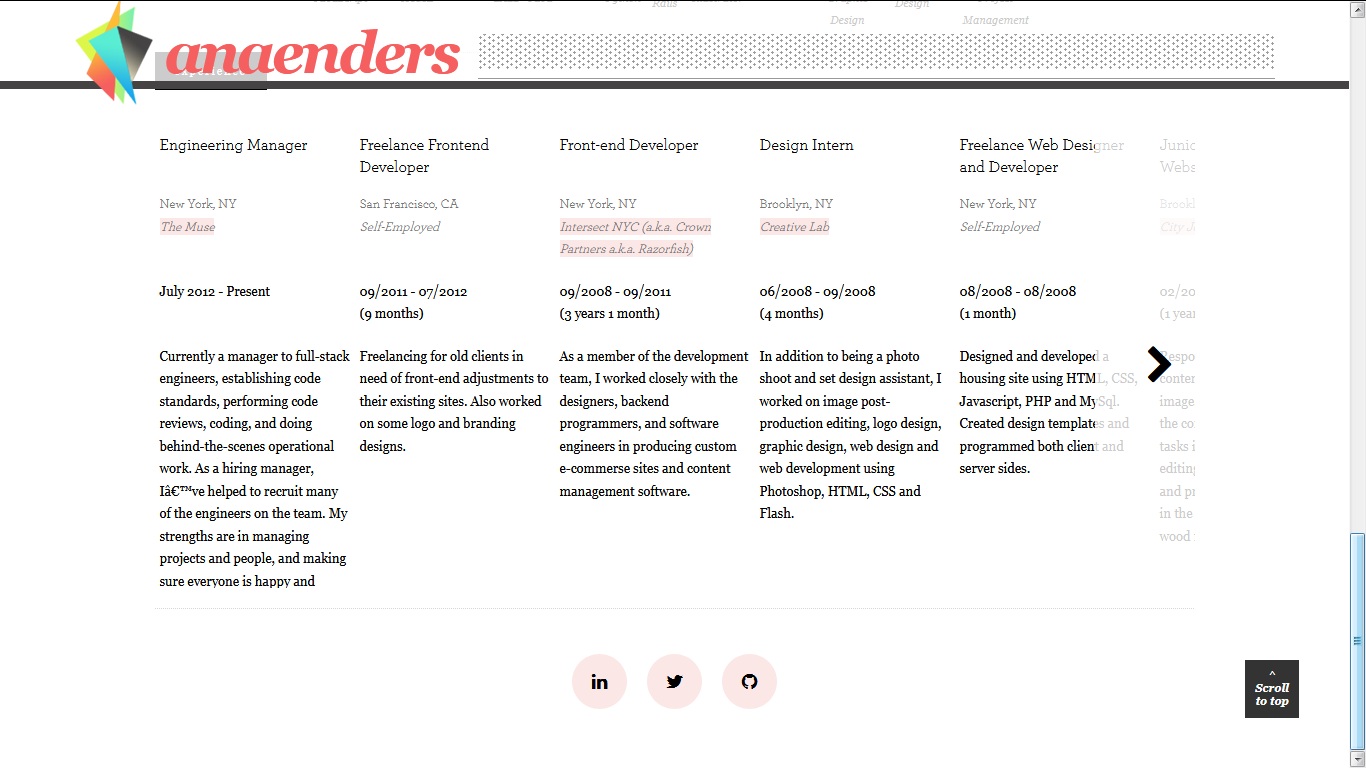 Rails
Design
Design
Management
anaenders
Engineering Manager
New York, NY
The Muse
July 2012 - Present
Currently a manager to full-stack
engineers, establishing code
standards, performing code
reviews, coding, and doing
behind-the-scenes operational
work. As a hiring manager,
Iâ€™ve helped to recruit many
of the engineers on the team. My
strengths are in managing
projects and people, and making
sure everyone is happy and
Freelance Frontend
Developer
San Francisco, CA
Self-Employed
09/2011 - 07/2012
(9 months)
Freelancing for old clients in
need of front-end adjustments to
their existing sites. Also worked
on some logo and branding
designs.
Front-end Developer
New York, NY
Intersect NYC (a.k.a. Crown
Partners a.k.a. Razorfish)
09/2008 - 09/2011
(3 years 1 month)
As a member of the development
team, I worked closely with the
designers, backend
programmers, and software
engineers in producing custom
e-commerse sites and content
management software.
Design Intern
Brooklyn, NY
Creative Lab
06/2008 - 09/2008
(4 months)
In addition to being a photo
shoot and set design assistant, I
worked on image post-
production editing, logo design,
graphic design, web design and
web development using
Photoshop, HTML, CSS and
Flash.
Freelance Web Designer
and Developer
New York, NY
Self-Employed
08/2008 - 08/2008
(1 month)
Designed and developed a
housing site using HTML, CSS,
Javascript, PHP and MySql.
Created design templates and
programmed both client and
server sides.
Junio
Webs
Brookl
City J
02/20
(1 year
Respo
conten
image
the co
tasks i
editing
and pr
in the
wood
in
^
Scroll
to top